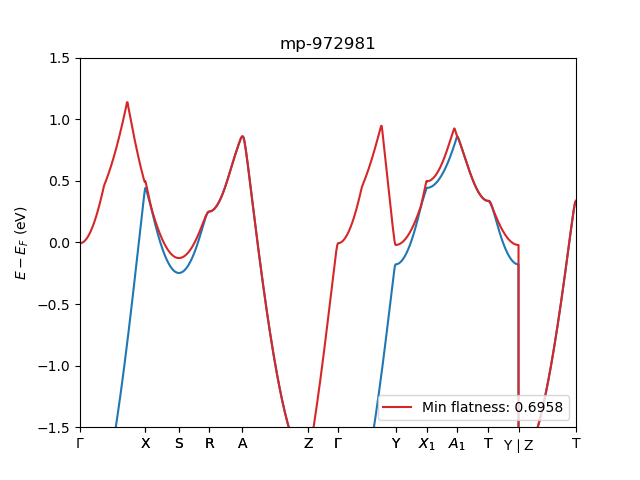 mp-972981
E − E_F (eV)
1.5
1.0
0.5
0.0
−0.5
−1.0
−1.5
Min flatness: 0.6958
Γ X S R A Z Γ Y X₁ A₁ T Y | Z T